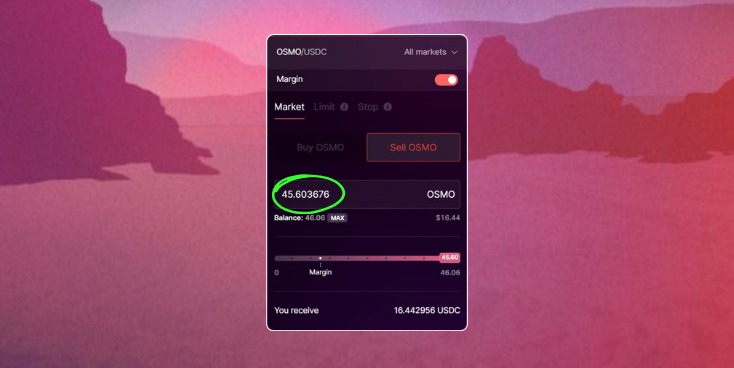 OSMO/USDC All markets
Margin
Market Limit Stop
Buy OSMO Sell OSMO
45.603676 OSMO
Balance: 46.06 MAX $16.44
45.60
0 Margin 46.06
You receive 16.442956 USDC